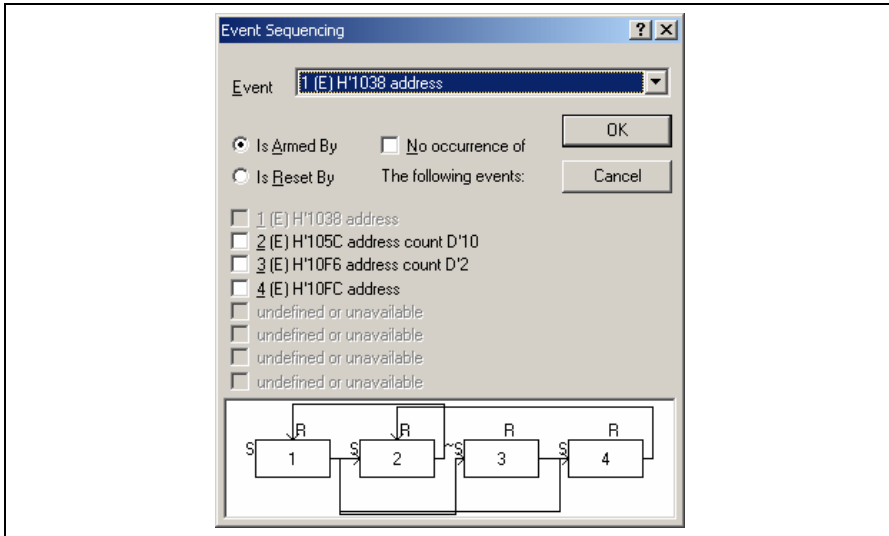 Event Sequencing
Event 1 (E) H'1038 address
Is Armed By No occurrence of OK
Is Reset By The following events: Cancel
1 (E) H'1038 address
2 (E) H'105C address count D'10
3 (E) H'10F6 address count D'2
4 (E) H'10FC address
undefined or unavailable
undefined or unavailable
undefined or unavailable
undefined or unavailable
R R R R
S S ~S S
1 2 3 4